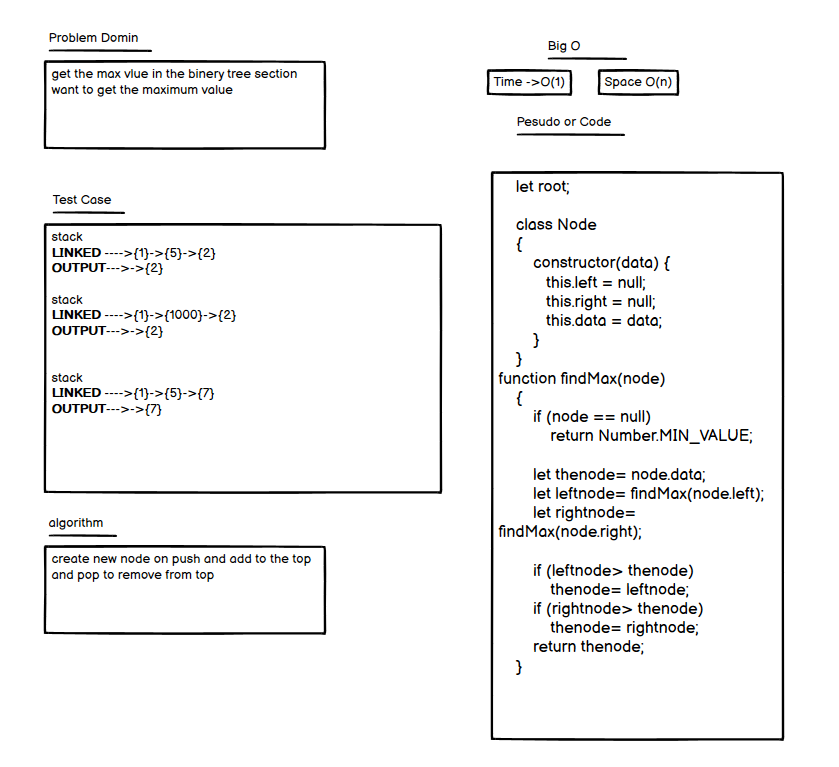 Problem Domin
get the max vlue in the binery tree section
want to get the maximum value
Test Case
stack
LINKED ---->{1}->{5}->{2}
OUTPUT--->->{2}
stack
LINKED ---->{1}->{1000}->{2}
OUTPUT--->->{2}
stack
LINKED ---->{1}->{5}->{7}
OUTPUT--->->{7}
algorithm
create new node on push and add to the top
and pop to remove from top
Big O
Time ->O(1)
Space O(n)
Pesudo or Code
let root;
class Node
{
constructor(data) {
this.left = null;
this.right = null;
this.data = data;
}
}
function findMax(node)
{
if (node == null)
return Number.MIN_VALUE;
let thenode= node.data;
let leftnode= findMax(node.left);
let rightnode=
findMax(node.right);
if (leftnode> thenode)
thenode= leftnode;
if (rightnode> thenode)
thenode= rightnode;
return thenode;
}